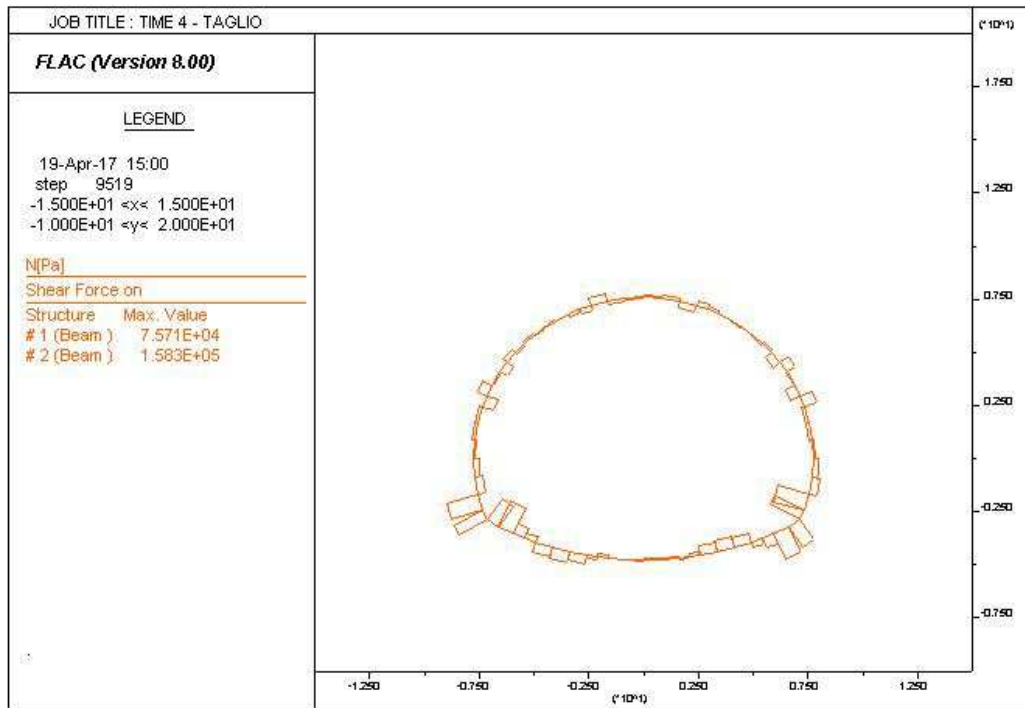 JOB TITLE : TIME 4 - TAGLIO
(*10^1)
FLAC (Version 8.00)
LEGEND
19-Apr-17 15:00
step 9519
-1.500E+01 <x< 1.500E+01
-1.000E+01 <y< 2.000E+01
N[Pa]
Shear Force on
Structure Max. Value
# 1 (Beam ) 7.571E+04
# 2 (Beam ) 1.583E+05
1.750
1.250
0.750
0.250
-0.250
-0.750
-1.250 -0.750 -0.250 0.250 0.750 1.250
(*10^1)